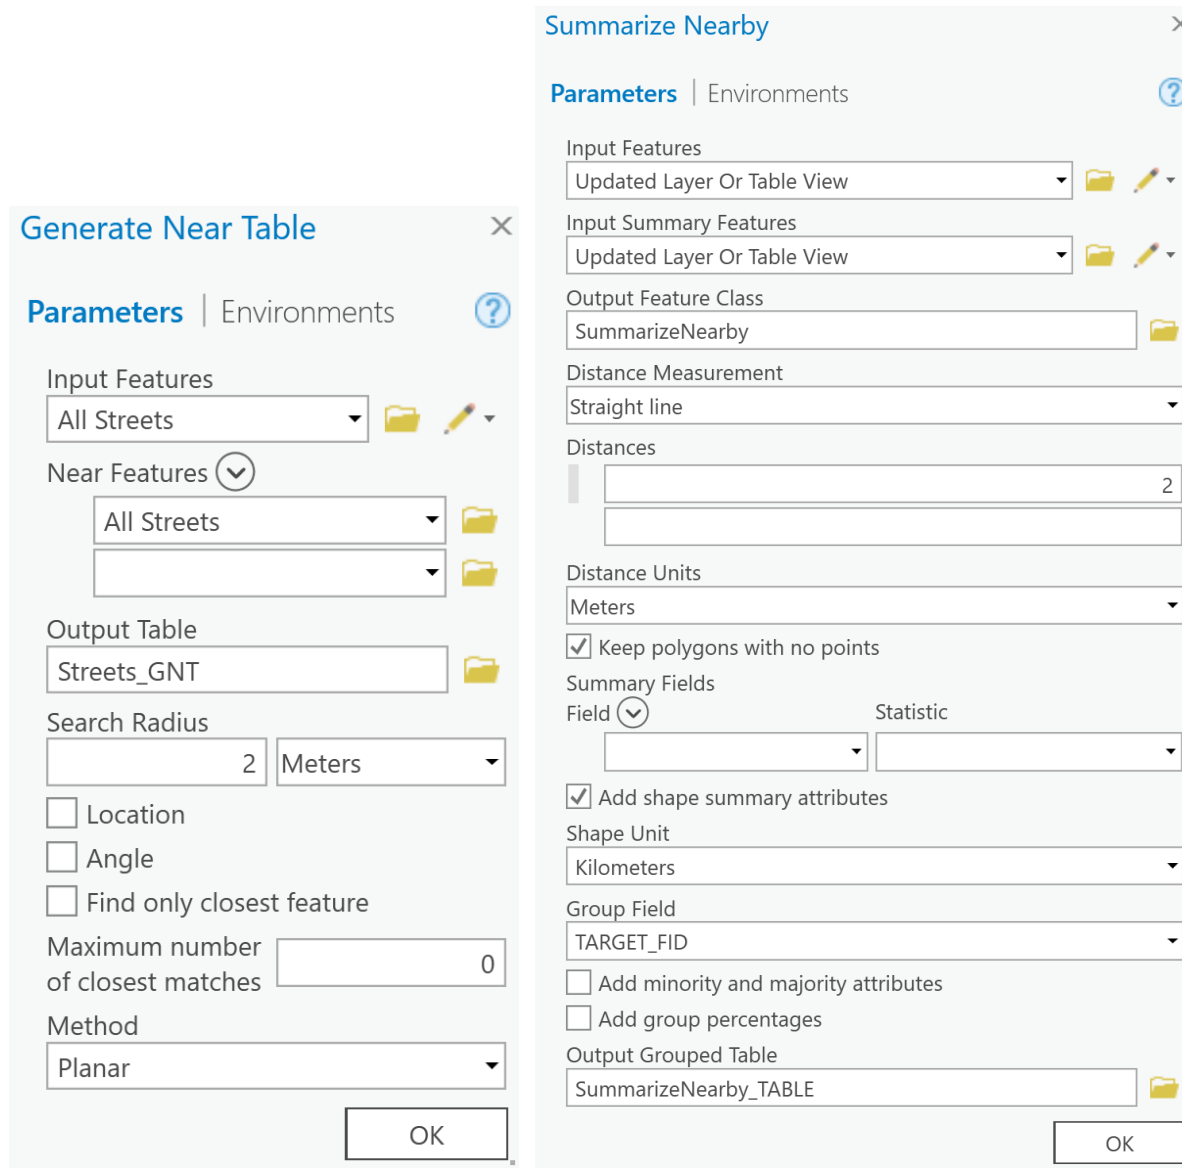 Generate Near Table
Parameters | Environments
Input Features
All Streets
Near Features
All Streets
Output Table
Streets_GNT
Search Radius
2 Meters
Location
Angle
Find only closest feature
Maximum number
of closest matches
0
Method
Planar
OK
Summarize Nearby
Parameters | Environments
Input Features
Updated Layer Or Table View
Input Summary Features
Updated Layer Or Table View
Output Feature Class
SummarizeNearby
Distance Measurement
Straight line
Distances
2
Distance Units
Meters
Keep polygons with no points
Summary Fields
Field Statistic
Add shape summary attributes
Shape Unit
Kilometers
Group Field
TARGET_FID
Add minority and majority attributes
Add group percentages
Output Grouped Table
SummarizeNearby_TABLE
OK